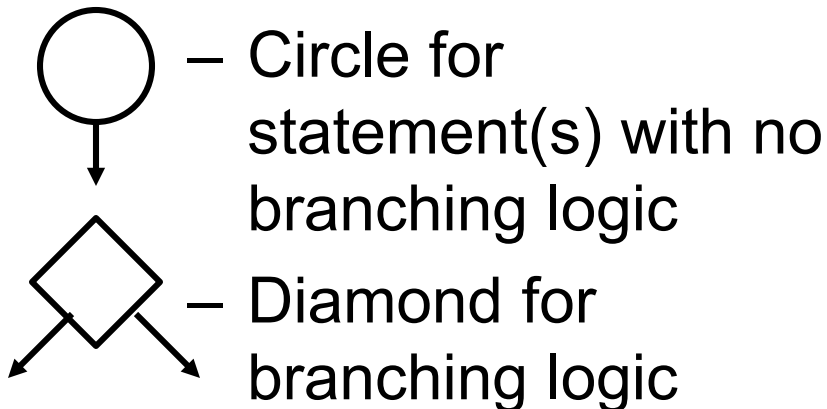 – Circle for
statement(s) with no
branching logic
– Diamond for
branching logic